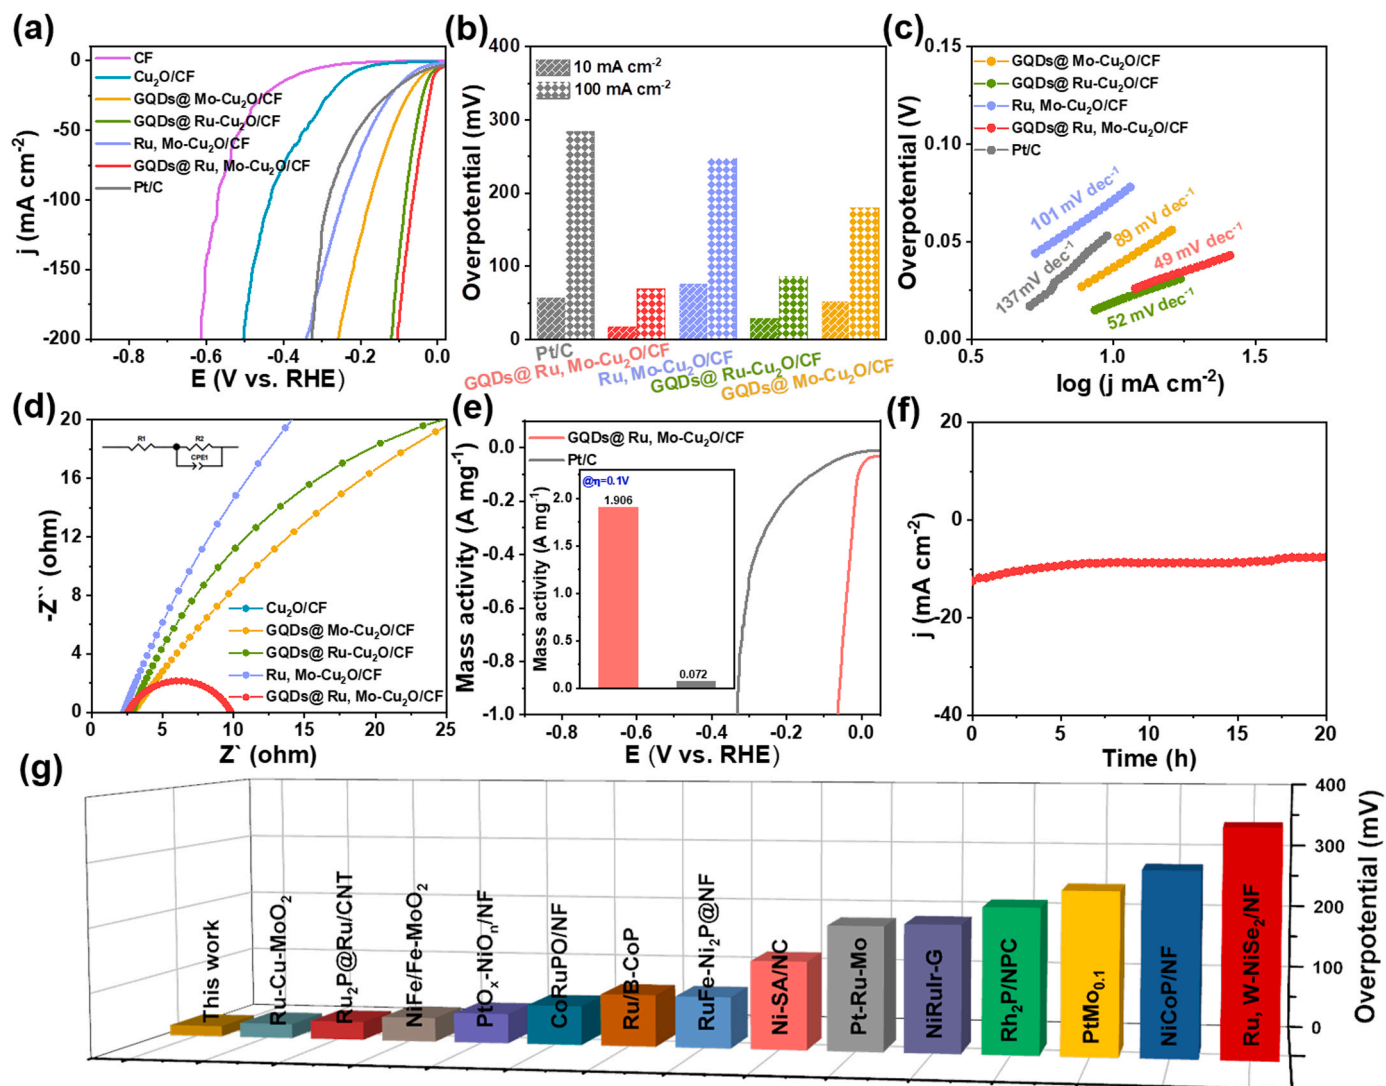 (a)
0
-50
-100
-150
-200
j (mA cm⁻²)
CF
Cu₂O/CF
GQDs@ Mo-Cu₂O/CF
GQDs@ Ru-Cu₂O/CF
Ru, Mo-Cu₂O/CF
GQDs@ Ru, Mo-Cu₂O/CF
Pt/C
-0.8 -0.6 -0.4 -0.2 0.0
E (V vs. RHE)
(b)
400
300
200
100
0
Overpotential (mV)
10 mA cm⁻²
100 mA cm⁻²
Pt/C
GQDs@ Ru, Mo-Cu₂O/CF
Ru, Mo-Cu₂O/CF
GQDs@ Ru-Cu₂O/CF
GQDs@ Mo-Cu₂O/CF
(c)
0.15
0.10
0.05
0.00
Overpotential (V)
GQDs@ Mo-Cu₂O/CF
GQDs@ Ru-Cu₂O/CF
Ru, Mo-Cu₂O/CF
GQDs@ Ru, Mo-Cu₂O/CF
Pt/C
101 mV dec⁻¹
137mV dec⁻¹
89 mV dec⁻¹
49 mV dec⁻¹
52 mV dec⁻¹
0.5 1.0 1.5
log (j mA cm⁻²)
(d)
20
16
12
8
4
0
-Z`` (ohm)
R1
R2
CPE1
Cu₂O/CF
GQDs@ Mo-Cu₂O/CF
GQDs@ Ru-Cu₂O/CF
Ru, Mo-Cu₂O/CF
GQDs@ Ru, Mo-Cu₂O/CF
0 5 10 15 20 25
Z` (ohm)
(e)
0.0
-0.2
-0.4
-0.6
-0.8
-1.0
Mass activity (A mg⁻¹)
GQDs@ Ru, Mo-Cu₂O/CF
Pt/C
@η=0.1V
2.0
1.5
1.0
0.5
0.0
Mass activity (A mg⁻¹)
1.906
0.072
-0.8 -0.6 -0.4 -0.2 0.0
E (V vs. RHE)
(f)
20
0
-20
-40
j (mA cm⁻²)
0 5 10 15 20
Time (h)
(g)
This work
Ru-Cu-MoO₂
Ru₂P@Ru/CNT
NiFe/Fe-MoO₂
PtOₓ-NiOₙ/NF
CoRuPO/NF
Ru/B-CoP
RuFe-Ni₂P@NF
Ni-SA/NC
Pt-Ru-Mo
NiRuIr-G
Rh₂P/NPC
PtMo₀.₁
NiCoP/NF
Ru, W-NiSe₂/NF
400
300
200
100
0
Overpotential (mV)